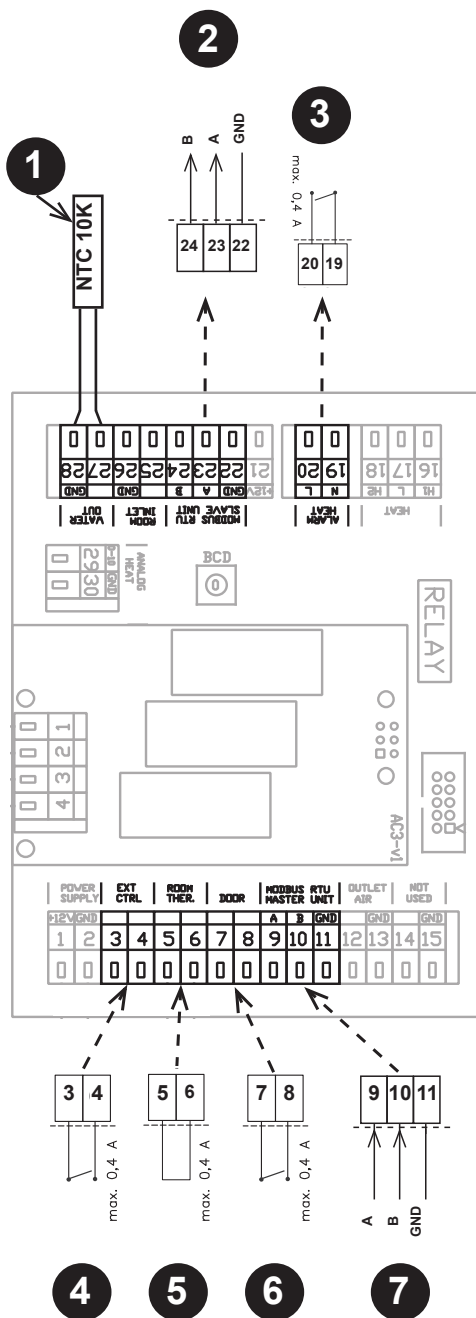 2
3
1
NTC 10K
B
A
GND
24 23 22
max. 0,4 A
20 19
28 27 26 25 24 23 22 21
GND GND B A GND +12V
VATER
OUT
ROOM
INLET
MODBUS RTU
SLAVE UNIT
20 19 18 17 16
L N H2 L H1
ALARM
HEAT
HEAT
29 30
0-10 GND
ANALOG
HEAT
BCD
RELAY
1
2
3
4
AC3-v1
POWER
SUPPLY
EXT
CTRL
ROOM
THER.
DOOR
MODBUS RTU
MASTER UNIT
OUTLET
AIR
NOT
USED
+12V GND A B GND GND GND
1 2 3 4 5 6 7 8 9 10 11 12 13 14 15
3 4
max. 0,4 A
5 6
max. 0,4 A
7 8
max. 0,4 A
9 10 11
A
B
GND
4
5
6
7